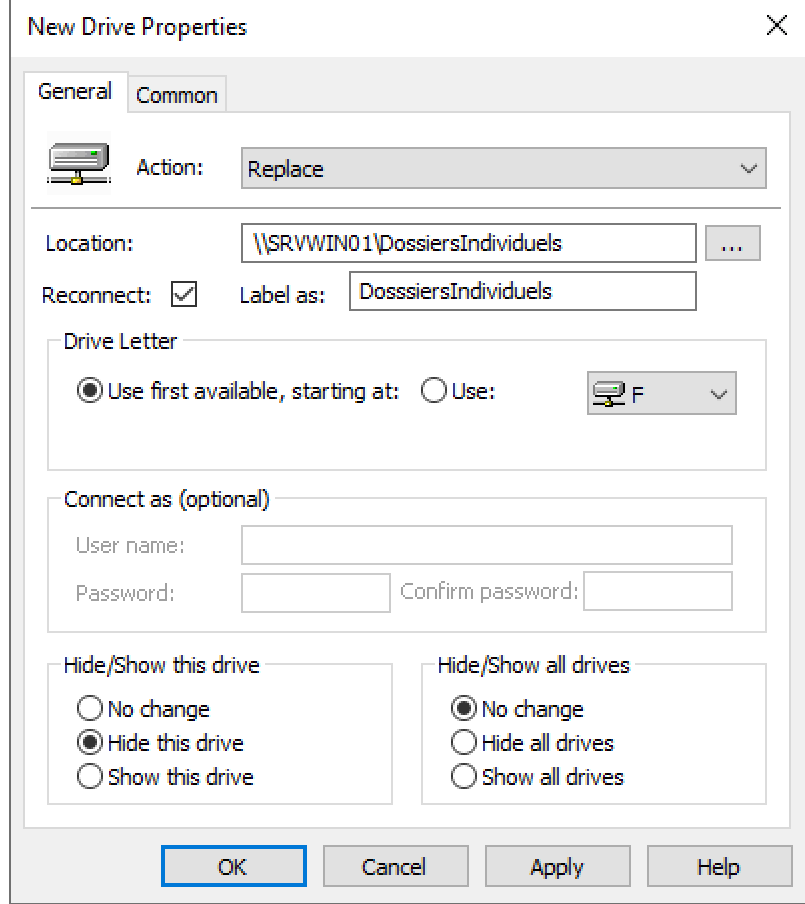 New Drive Properties
General Common
Action: Replace
Location: \\SRVWIN01\DossiersIndividuels ...
Reconnect: Label as: DosssiersIndividuels
Drive Letter
Use first available, starting at: Use: F
Connect as (optional)
User name:
Password: Confirm password:
Hide/Show this drive Hide/Show all drives
No change No change
Hide this drive Hide all drives
Show this drive Show all drives
OK Cancel Apply Help